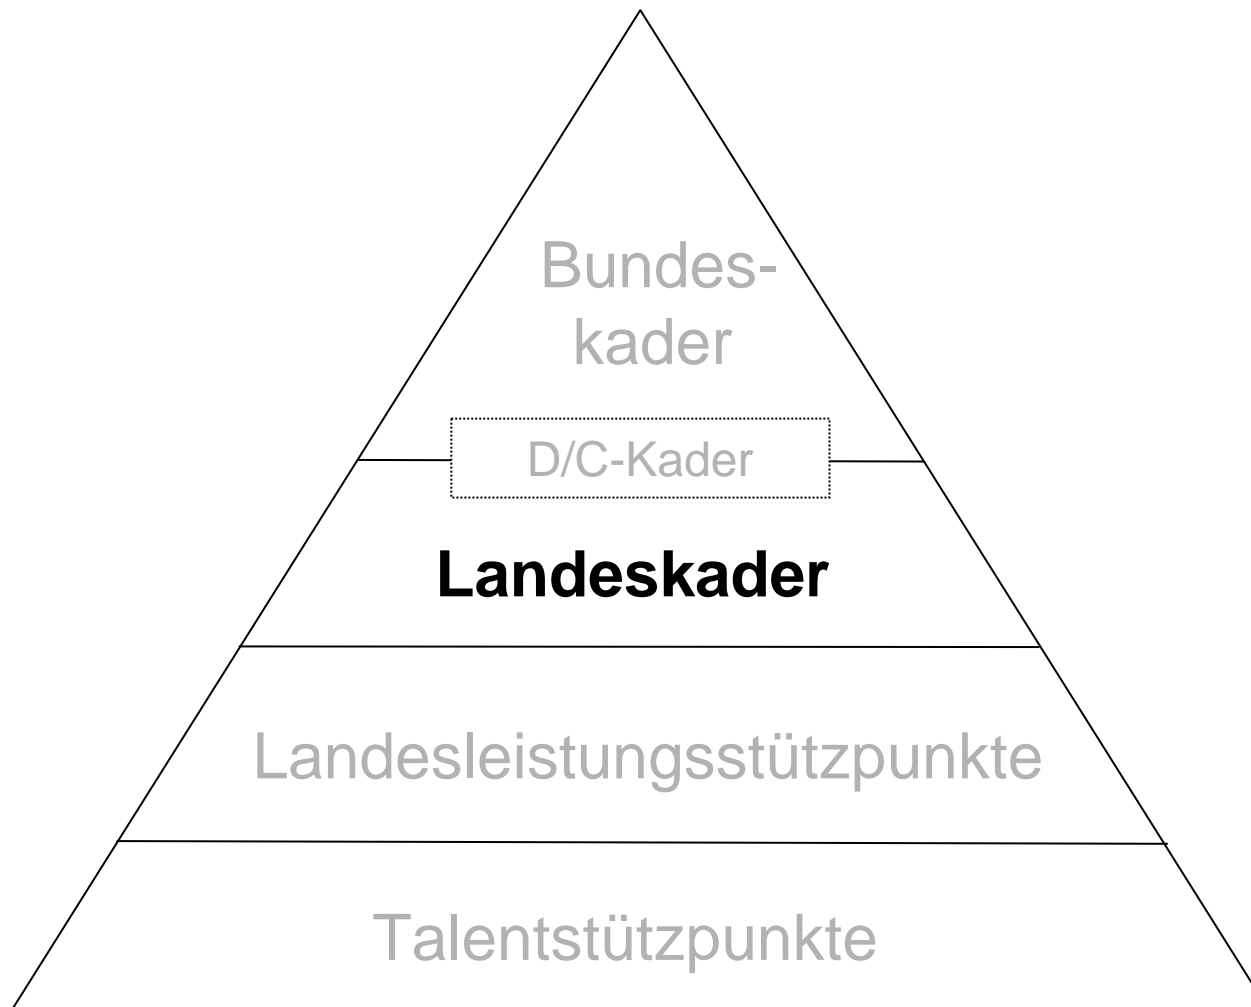 Bundes-
kader
D/C-Kader
Landeskader
Landesleistungsstützpunkte
Talentstützpunkte